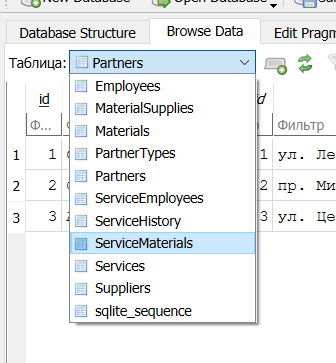 New Database
Open Database
Database Structure
Browse Data
Edit Pragm
Таблица:
Partners
id
d
Ф...
Фильтр
Employees
MaterialSupplies
Materials
PartnerTypes
Partners
ServiceEmployees
ServiceHistory
ServiceMaterials
Services
Suppliers
sqlite_sequence
1 1 1 ул. Ле
2 2 2 пр. Ми
3 3 3 ул. Це